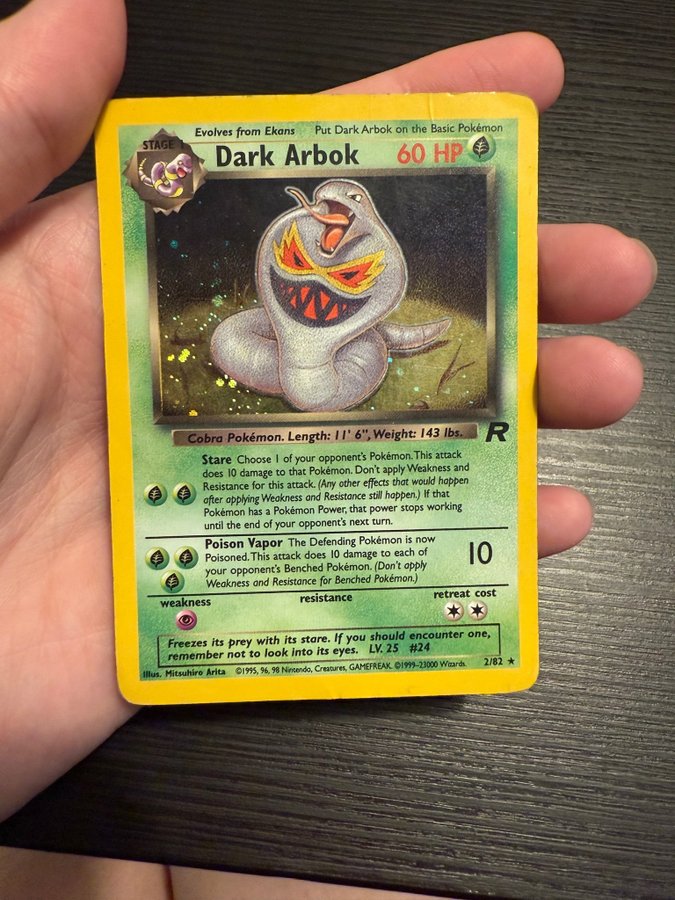 Evolves from Ekans Put Dark Arbok on the Basic Pokémon
STAGE 1
Dark Arbok 60 HP
Cobra Pokémon. Length: 11' 6", Weight: 143 lbs.
R
Stare Choose 1 of your opponent's Pokémon. This attack
does 10 damage to that Pokémon. Don't apply Weakness and
Resistance for this attack. (Any other effects that would happen
after applying Weakness and Resistance still happen.) If that
Pokémon has a Pokémon Power, that power stops working
until the end of your opponent's next turn.
Poison Vapor The Defending Pokémon is now
Poisoned. This attack does 10 damage to each of
your opponent's Benched Pokémon. (Don't apply
Weakness and Resistance for Benched Pokémon.)
10
weakness resistance retreat cost
Freezes its prey with its stare. If you should encounter one,
remember not to look into its eyes. LV. 25 #24
Illus. Mitsuhiro Arita ©1995, 96, 98 Nintendo, Creatures, GAMEFREAK. ©1999–23000 Wizards. 2/82 ★